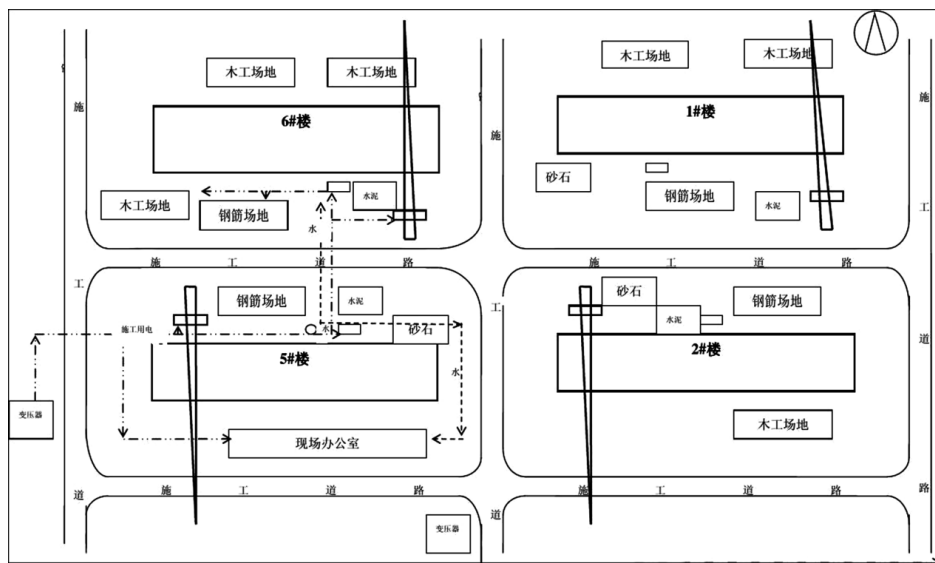 木工场地
木工场地
木工场地
木工场地
施
6#楼
1#楼
施
施
砂石
水泥
木工场地
钢筋场地
钢筋场地
水泥
水
工
施 工 道 路
施 工 道 路
工
钢筋场地
水泥
工
砂石
钢筋场地
施工用电
水
砂石
水泥
道
5#楼
2#楼
水
变压器
木工场地
现场办公室
道
施 工 道 路
道
施 工 道 路
路
变压器